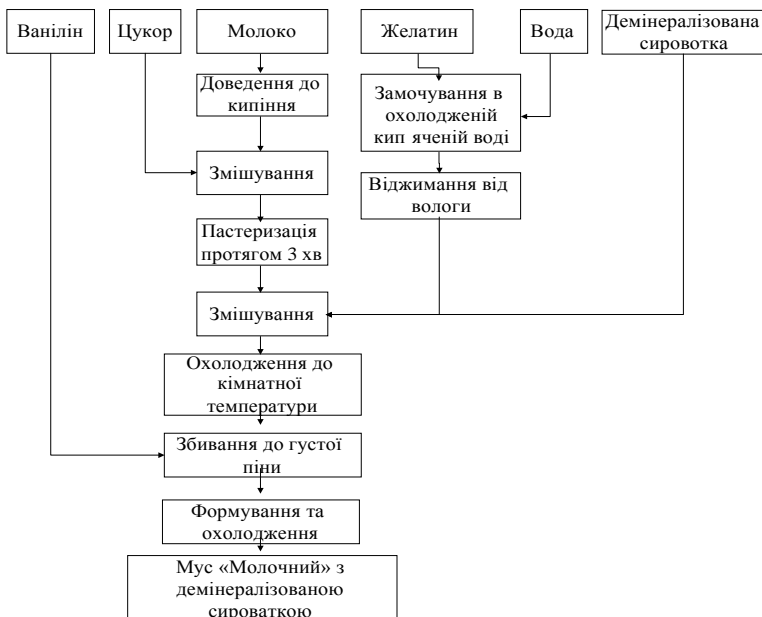 Ванілін
Цукор
Молоко
Желатин
Вода
Демінералізована
сировотка
Доведення до
кипіння
Замочування в
охолодженій
кип яченій воді
Змішування
Віджимання від
вологи
Пастеризація
протягом 3 хв
Змішування
Охолодження до
кімнатної
температури
Збивання до густої
піни
Формування та
охолодження
Мус «Молочний» з
демінералізованою
сироваткою